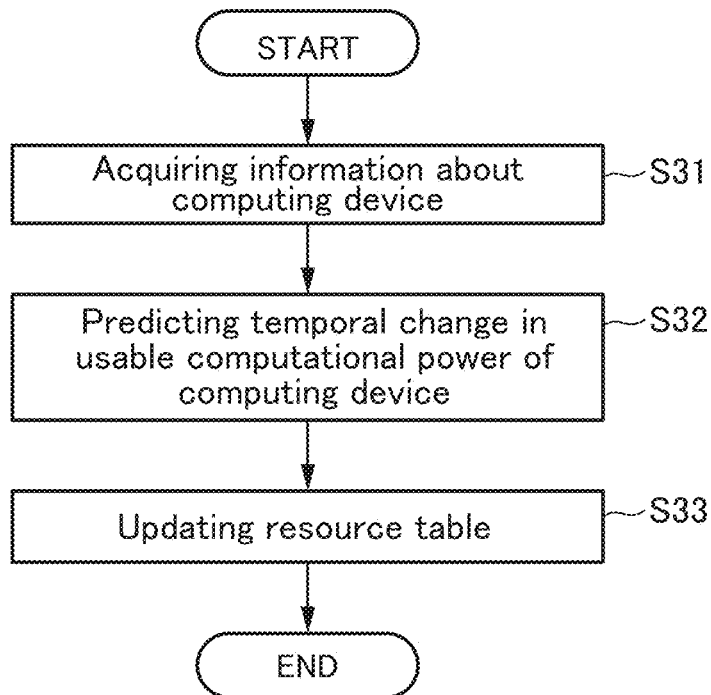 START
Acquiring information about
computing device
S31
Predicting temporal change in
usable computational power of
computing device
S32
Updating resource table
S33
END